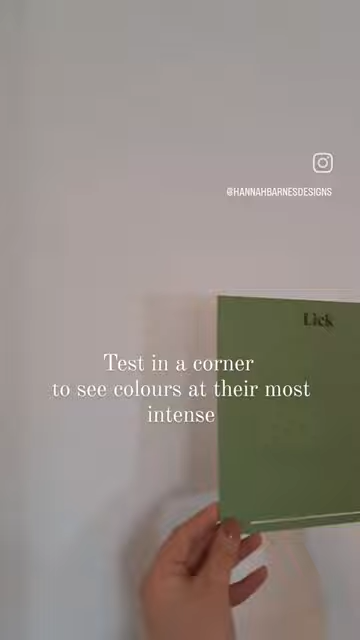 @HANNAHBARNESDESIGNS
Lick
Test in a corner
to see colours at their most
intense